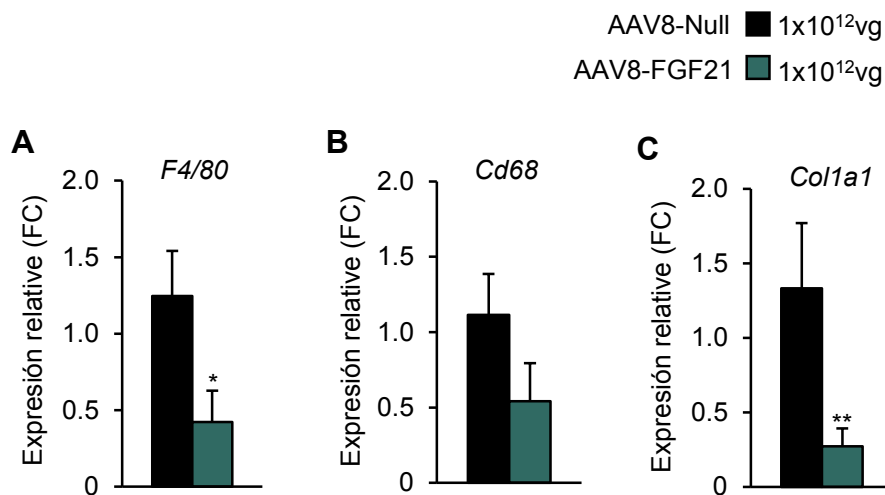 AAV8-Null 1x10¹²vg
AAV8-FGF21 1x10¹²vg
A
F4/80
Expresión relative (FC)
2.0
1.5
1.0
0.5
0
*
B
Cd68
Expresión relative (FC)
2.0
1.5
1.0
0.5
0
C
Col1a1
Expresión relative (FC)
2.0
1.5
1.0
0.5
0
**